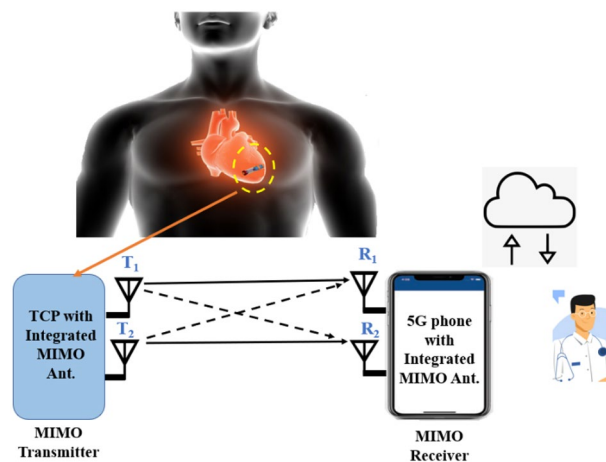 T1
R1
TCP with
Integrated
MIMO
Ant.
T2
5G phone
with
Integrated
MIMO Ant.
R2
MIMO
Transmitter
MIMO
Receiver